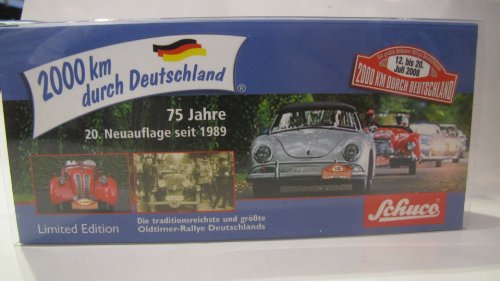 2000 km
durch Deutschland
®
75 Jahre
20. Neuauflage seit 1989
12. bis 20.
Juli 2008
2000 KM DURCH DEUTSCHLAND
Die traditionsreichste und größte
Oldtimer-Rallye Deutschlands
Limited Edition
Schuco